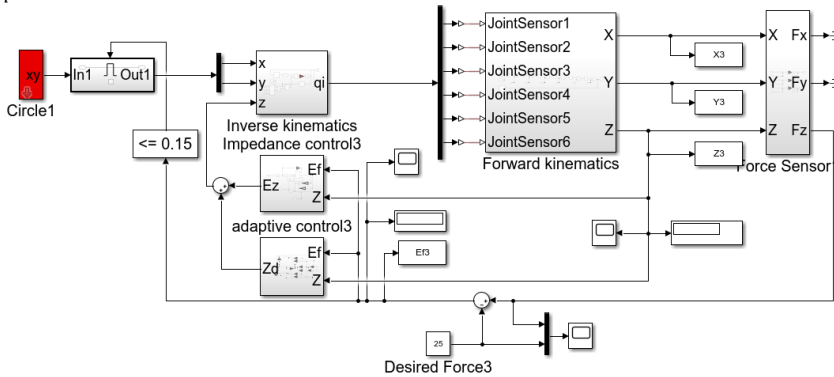 xy
Circle1
In1 Out1
<= 0.15
x
y
z
qi
Inverse kinematics
Impedance control3
Ef
Ez
Z
adaptive control3
Ef
Zd
Z
JointSensor1
JointSensor2
JointSensor3
JointSensor4
JointSensor5
JointSensor6
X
Y
Z
Forward kinematics
X3
Y3
Z3
X Fx
Y Fy
Z Fz
Force Sensor
Ef3
25
Desired Force3